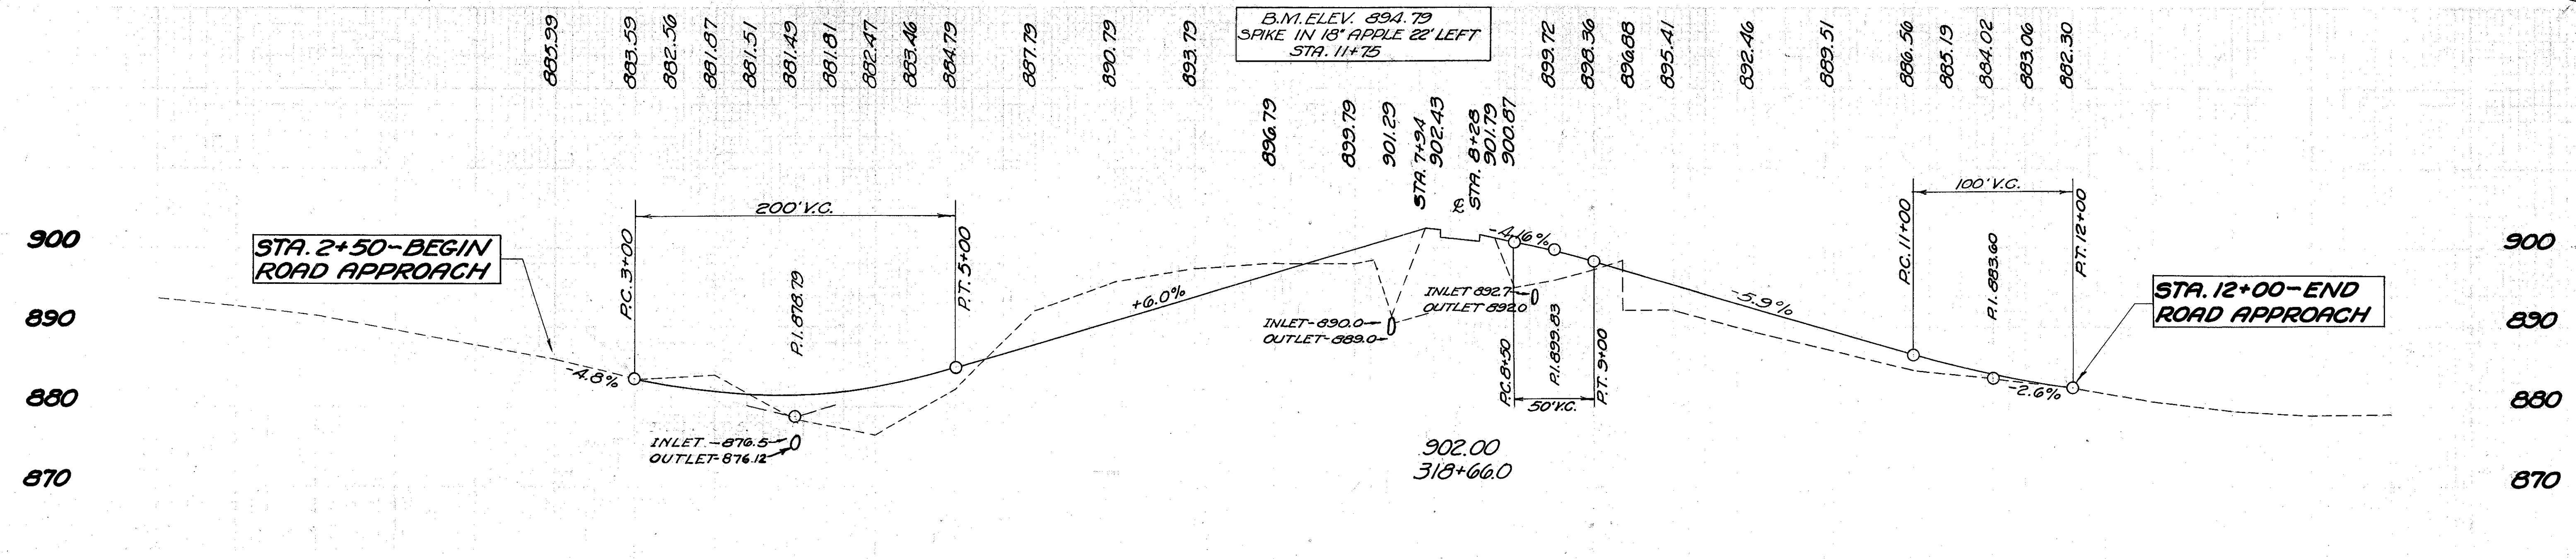 885.99
883.59
882.56
881.87
881.51
881.49
881.81
882.47
883.46
884.79
887.79
890.79
893.79
B.M. ELEV. 894.79
SPIKE IN 18" APPLE 22' LEFT
STA. 11+75
899.72
898.36
896.88
895.41
892.46
889.51
886.56
885.19
884.02
883.06
882.30
896.79
899.79
901.29
STA. 7+94
902.43
℄
STA. 8+28
901.79
900.87
200' V.C.
100' V.C.
900
STA. 2+50-BEGIN
ROAD APPROACH
P.C. 3+00
P.I. 878.79
P.T. 5+00
-4.16%
P.C. 11+00
P.I. 883.60
P.T. 12+00
900
STA. 12+00-END
ROAD APPROACH
890
-4.8%
+6.0%
INLET-890.0
OUTLET-889.0
INLET 892.7
OUTLET 892.0
P.C. 8+50
P.I. 899.83
P.T. 9+00
50' V.C.
-5.9%
-2.6%
890
880
880
INLET-876.5
OUTLET-876.12
902.00
318+66.0
870
870